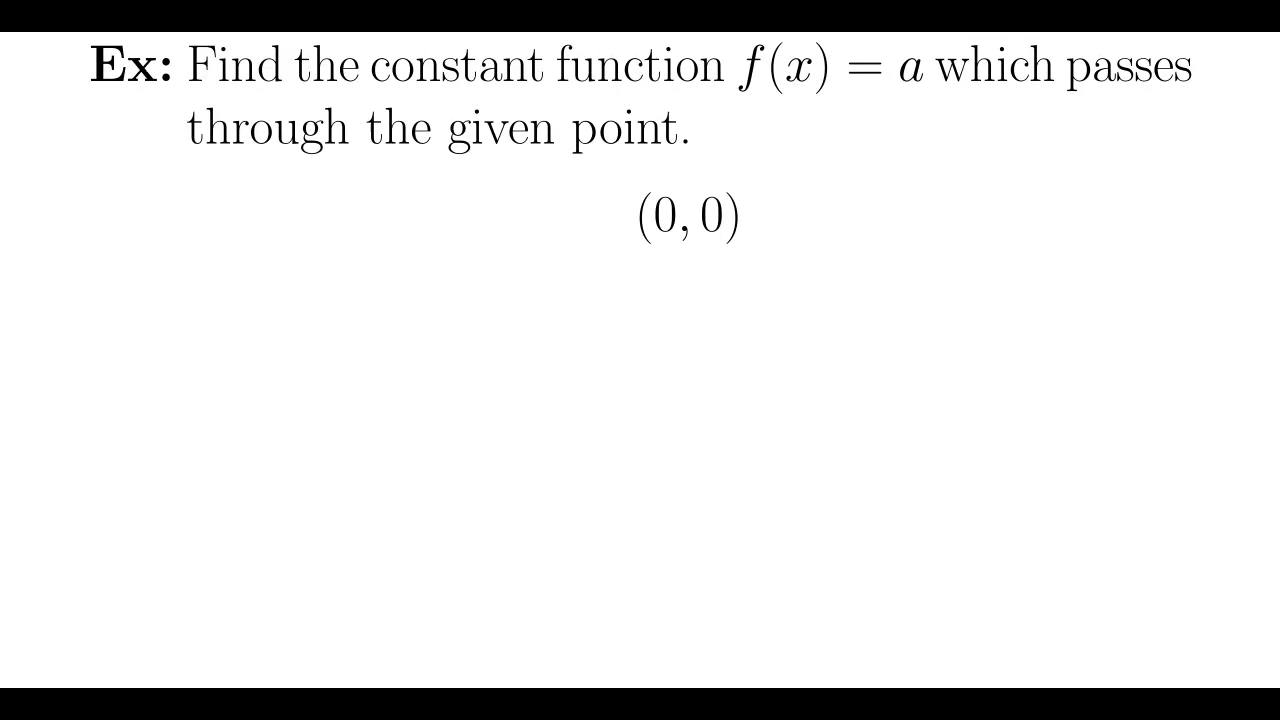 Ex: Find the constant function f(x) = a which passes
through the given point.
(0, 0)